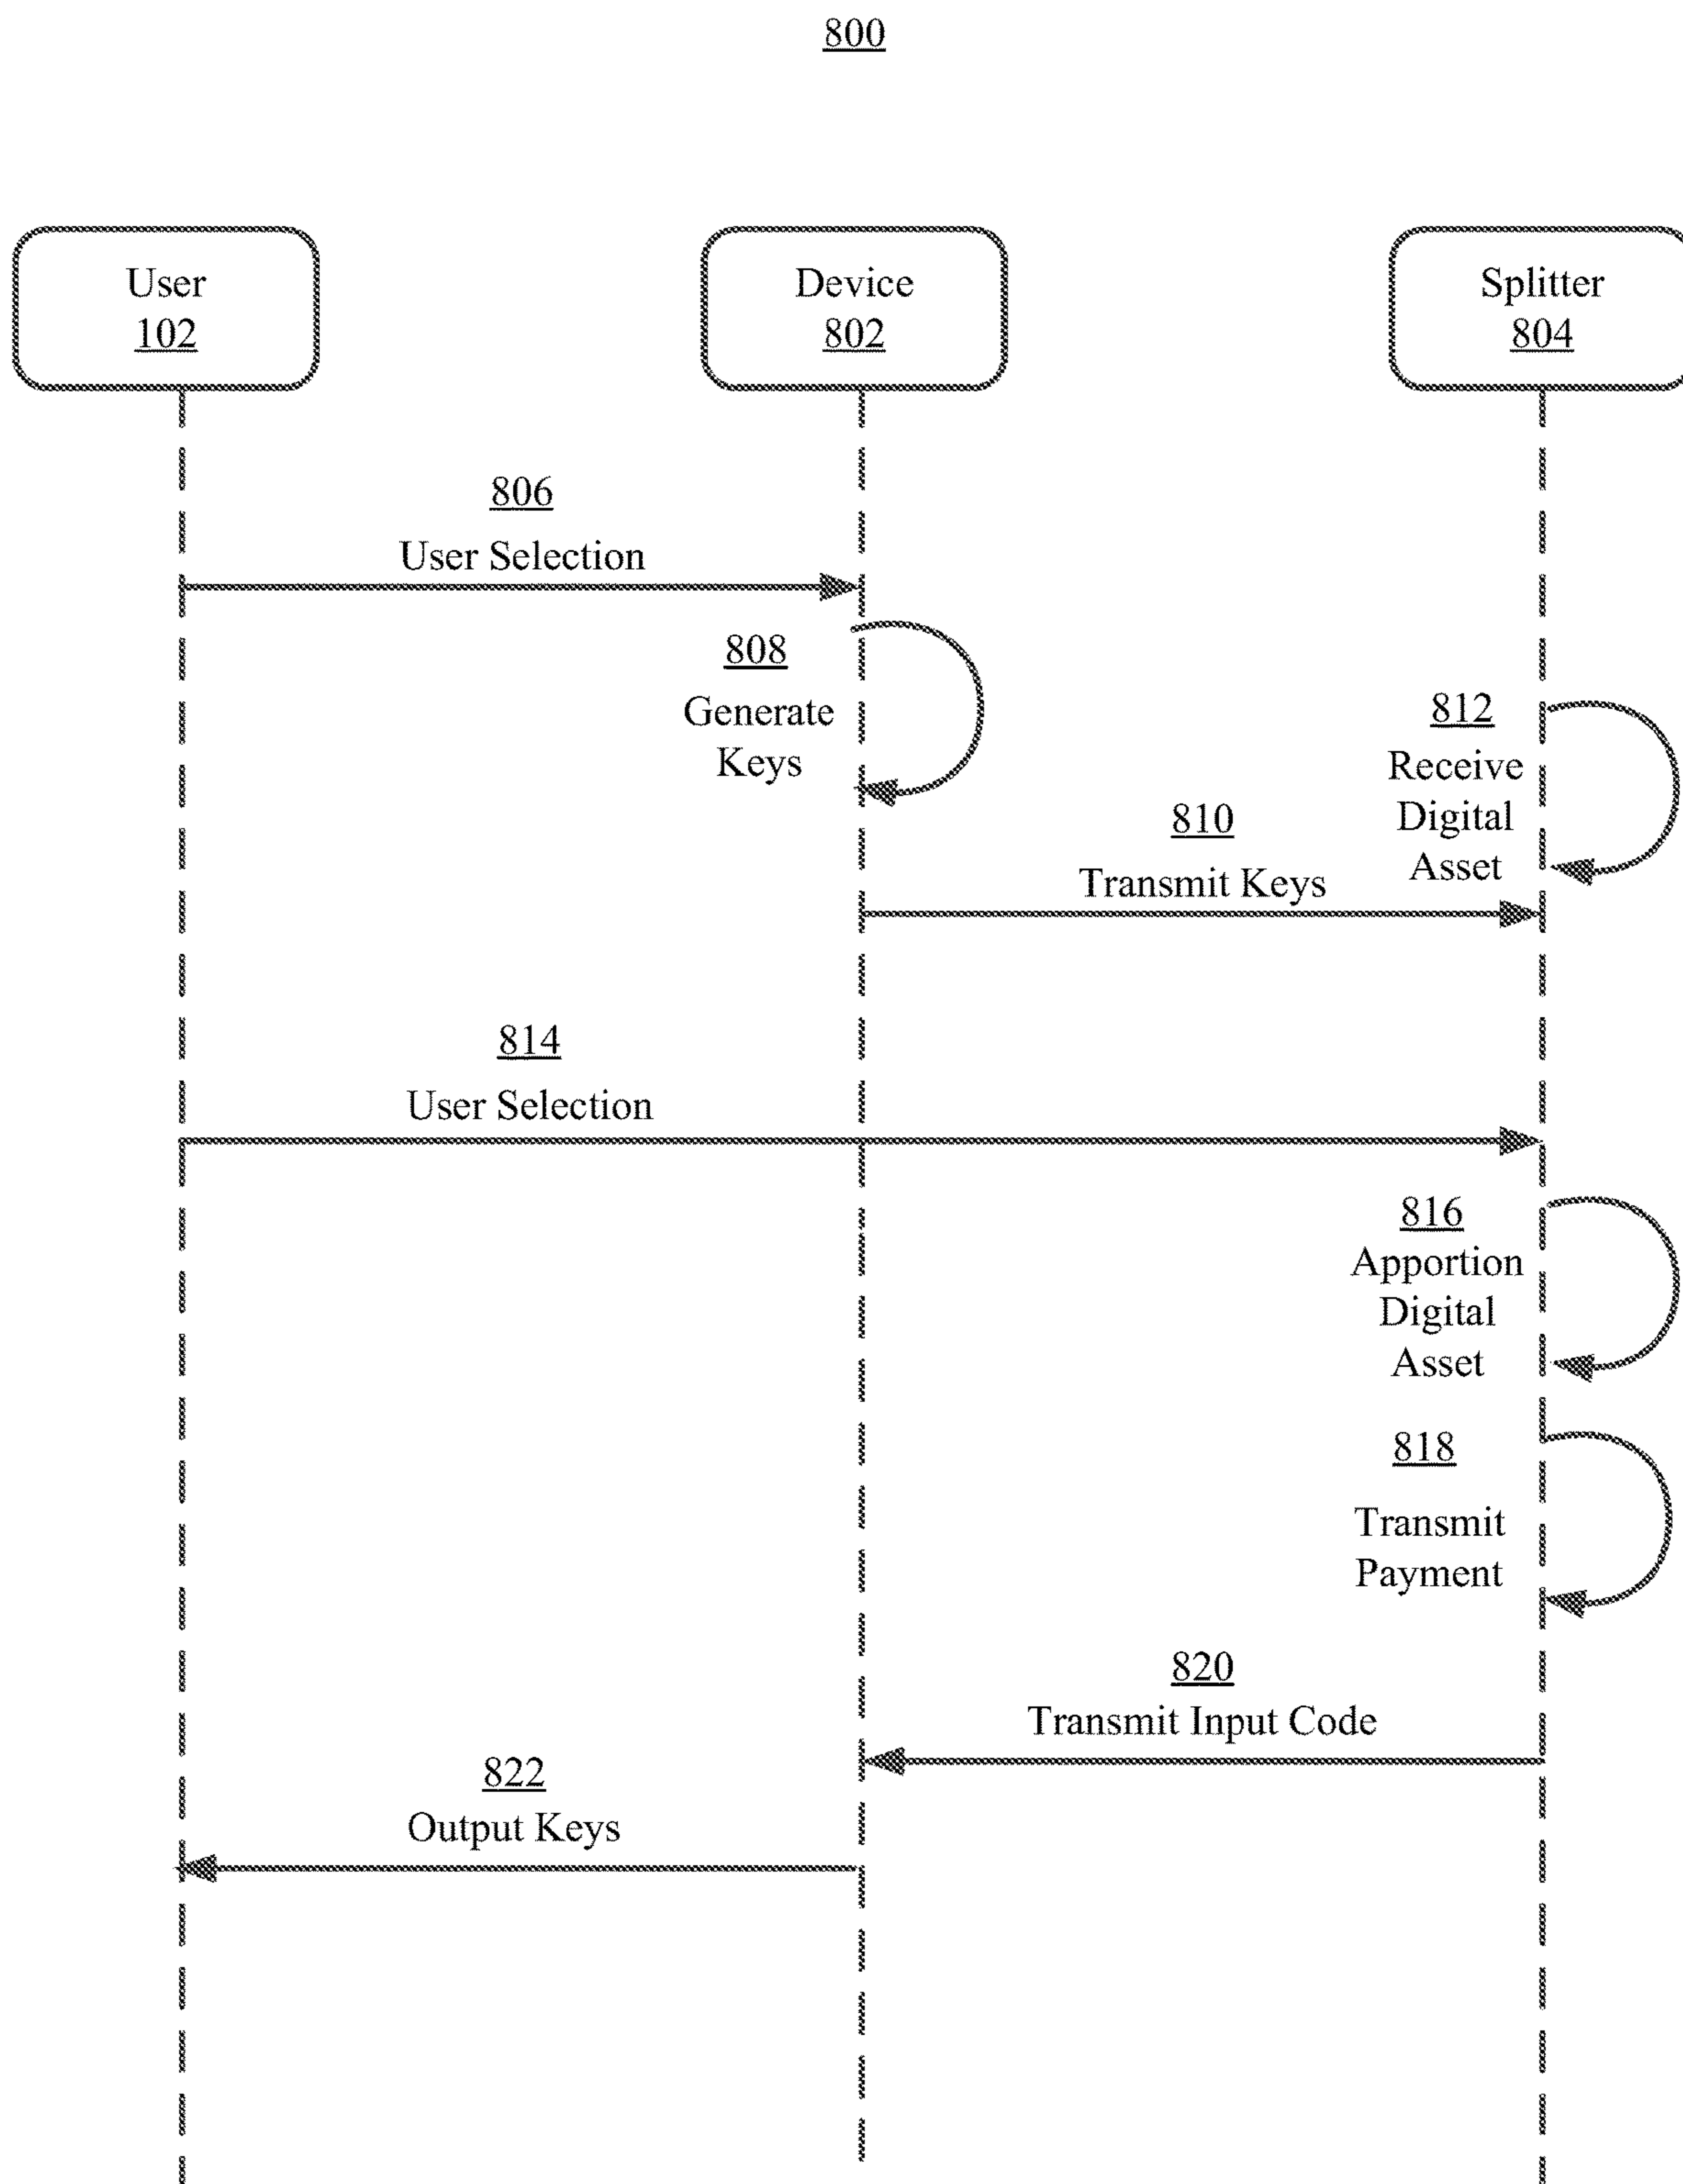 800
User
102
Device
802
Splitter
804
806
User Selection
808
Generate
Keys
812
Receive
Digital
Asset
810
Transmit Keys
814
User Selection
816
Apportion
Digital
Asset
818
Transmit
Payment
820
Transmit Input Code
822
Output Keys